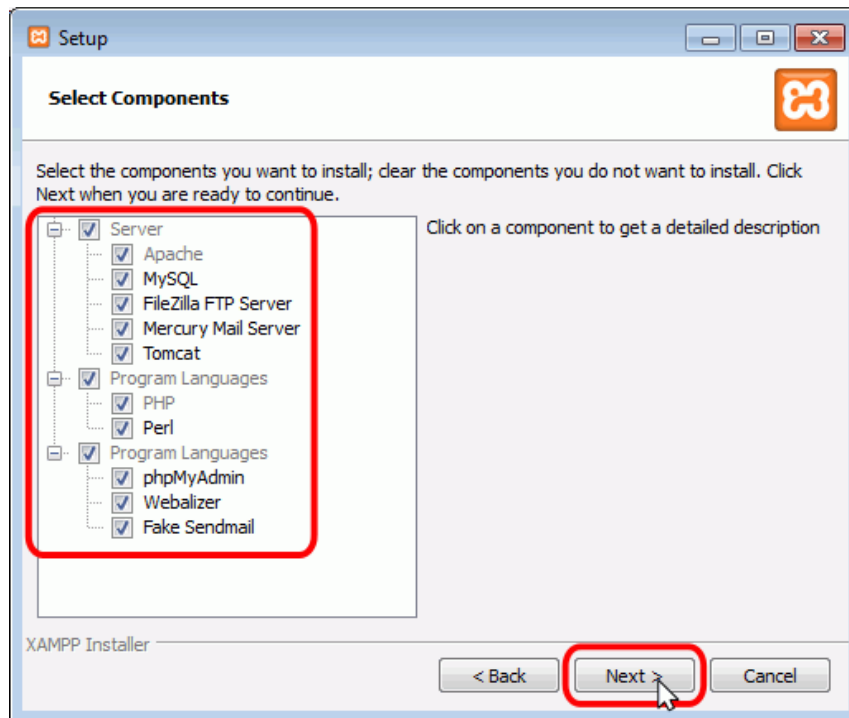 Setup
Select Components
Select the components you want to install; clear the components you do not want to install. Click
Next when you are ready to continue.
Server
Apache
MySQL
FileZilla FTP Server
Mercury Mail Server
Tomcat
Program Languages
PHP
Perl
Program Languages
phpMyAdmin
Webalizer
Fake Sendmail
Click on a component to get a detailed description
XAMPP Installer
< Back
Next >
Cancel